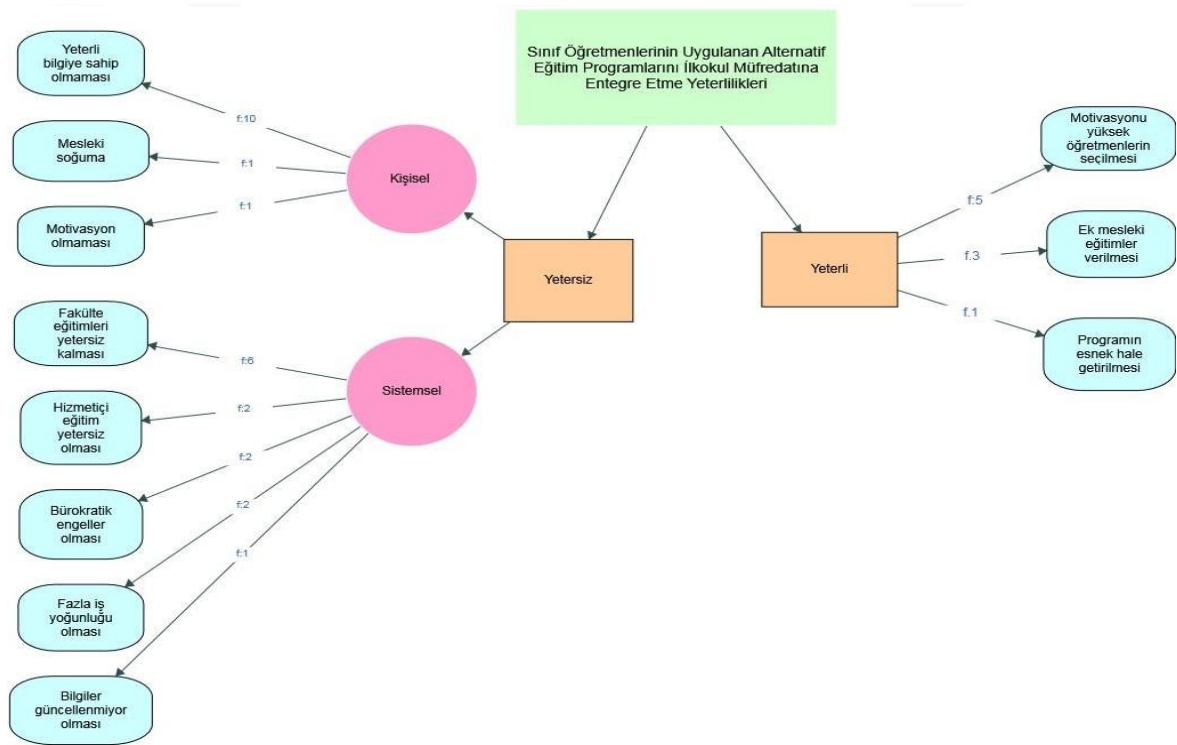 Sınıf Öğretmenlerinin Uygulanan Alternatif
Eğitim Programlarını İlkokul Müfredatına
Entegre Etme Yeterlilikleri
Yetersiz
Yeterli
Kişisel
f:10
Yeterli
bilgiye sahip
olmaması
f:1
Mesleki
soğuma
f:1
Motivasyon
olmaması
Sistemsel
f:6
Fakülte
eğitimleri
yetersiz
kalması
f:2
Hizmetiçi
eğitim
yetersiz
olması
f:2
Bürokratik
engeller
olması
f:2
Fazla iş
yoğunluğu
olması
f:1
Bilgiler
güncellenmiyor
olması
f:5
Motivasyonu
yüksek
öğretmenlerin
seçilmesi
f.3
Ek mesleki
eğitimler
verilmesi
f.1
Programın
esnek hale
getirilmesi